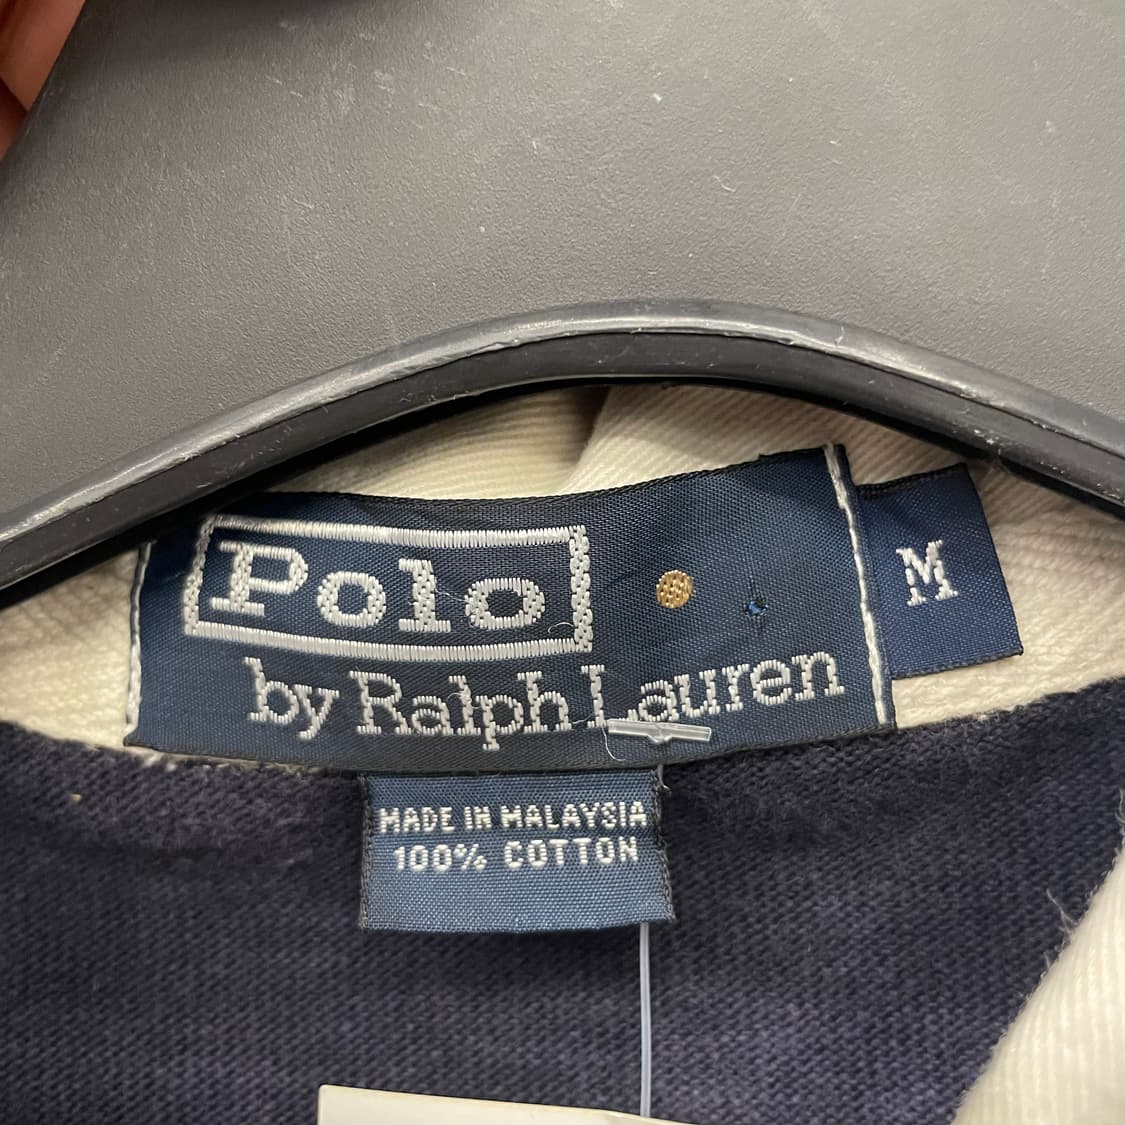 Polo
by Ralph Lauren
M
MADE IN MALAYSIA
100% COTTON